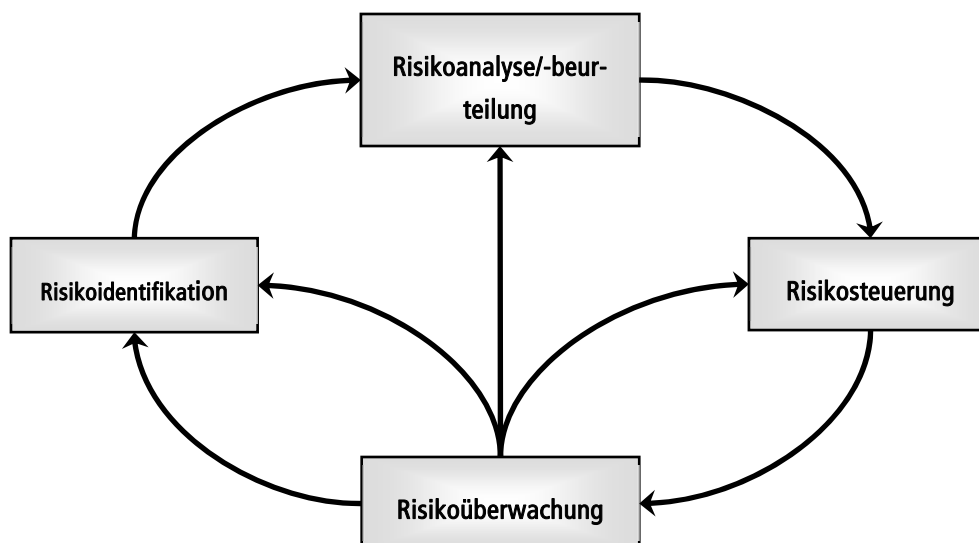 Risikoanalyse/-beur-
teilung
Risikoidentifikation
Risikosteuerung
Risikoüberwachung